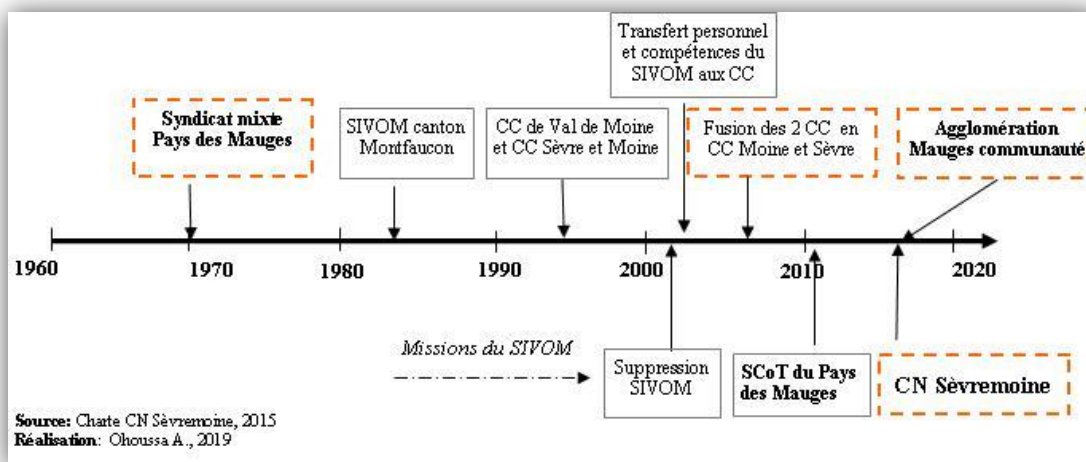 Transfert personnel
et compétences du
SIVOM aux CC
Syndicat mixte
Pays des Mauges
SIVOM canton
Montfaucon
CC de Val de Moine
et CC Sèvre et Moine
Fusion des 2 CC en
CC Moine et Sèvre
Agglomération
Mauges communauté
1960
1970
1980
1990
2000
2010
2020
Missions du SIVOM
Suppression
SIVOM
SCoT du Pays
des Mauges
CN Sèvremoine
Source: Charte CN Sèvremoine, 2015
Réalisation: Ohoussa A., 2019